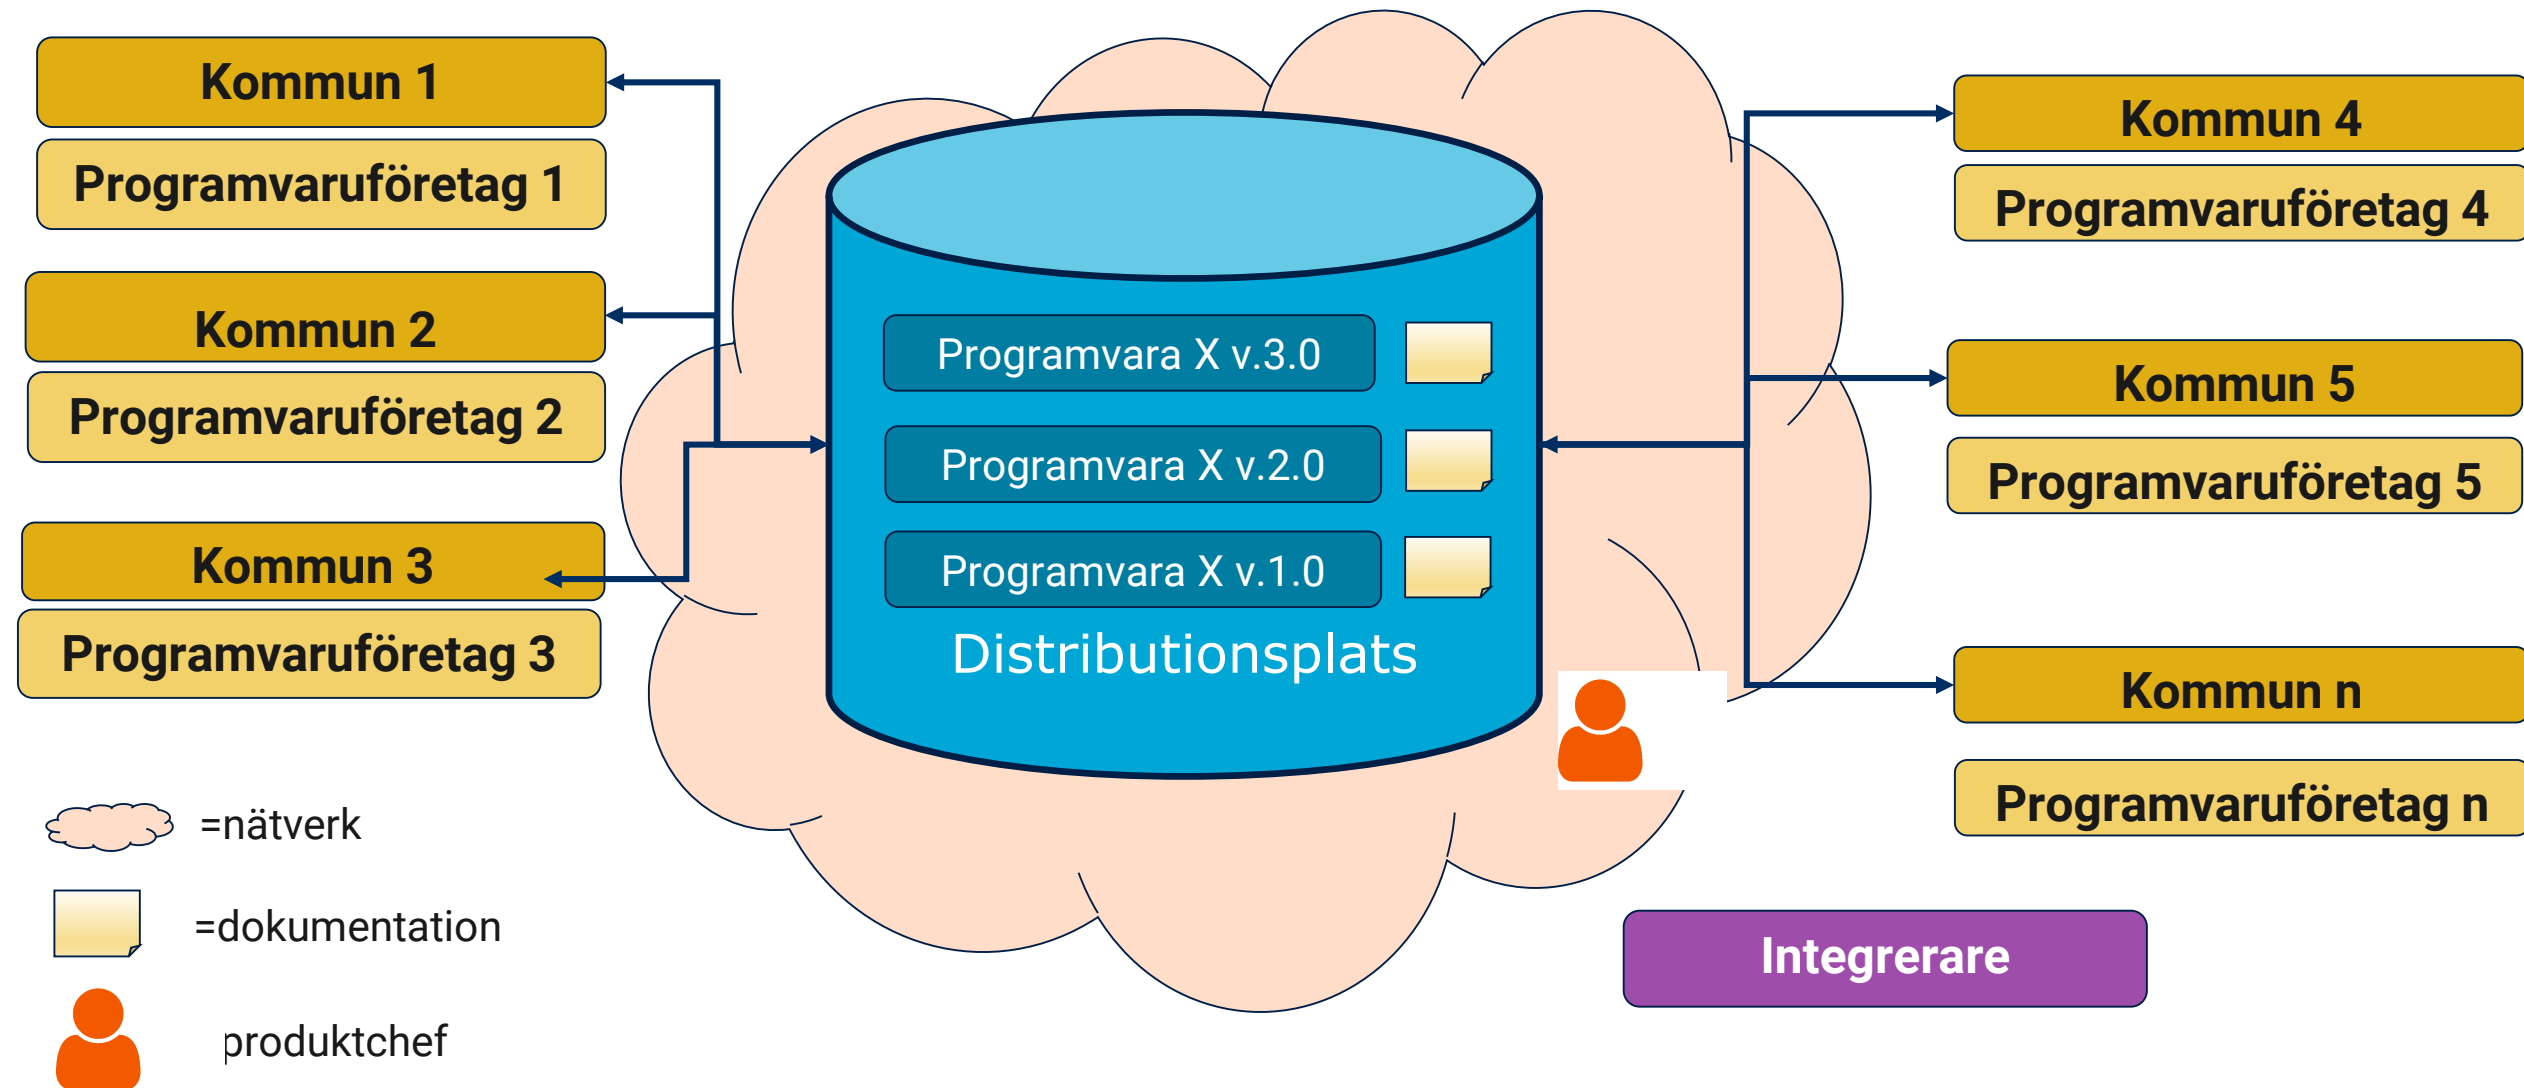 Kommun 1
Programvaruföretag 1
Kommun 2
Programvaruföretag 2
Kommun 3
Programvaruföretag 3
Programvara X v.3.0
Programvara X v.2.0
Programvara X v.1.0
Distributionsplats
Kommun 4
Programvaruföretag 4
Kommun 5
Programvaruföretag 5
Kommun n
Programvaruföretag n
Integrerare
=nätverk
=dokumentation
produktchef